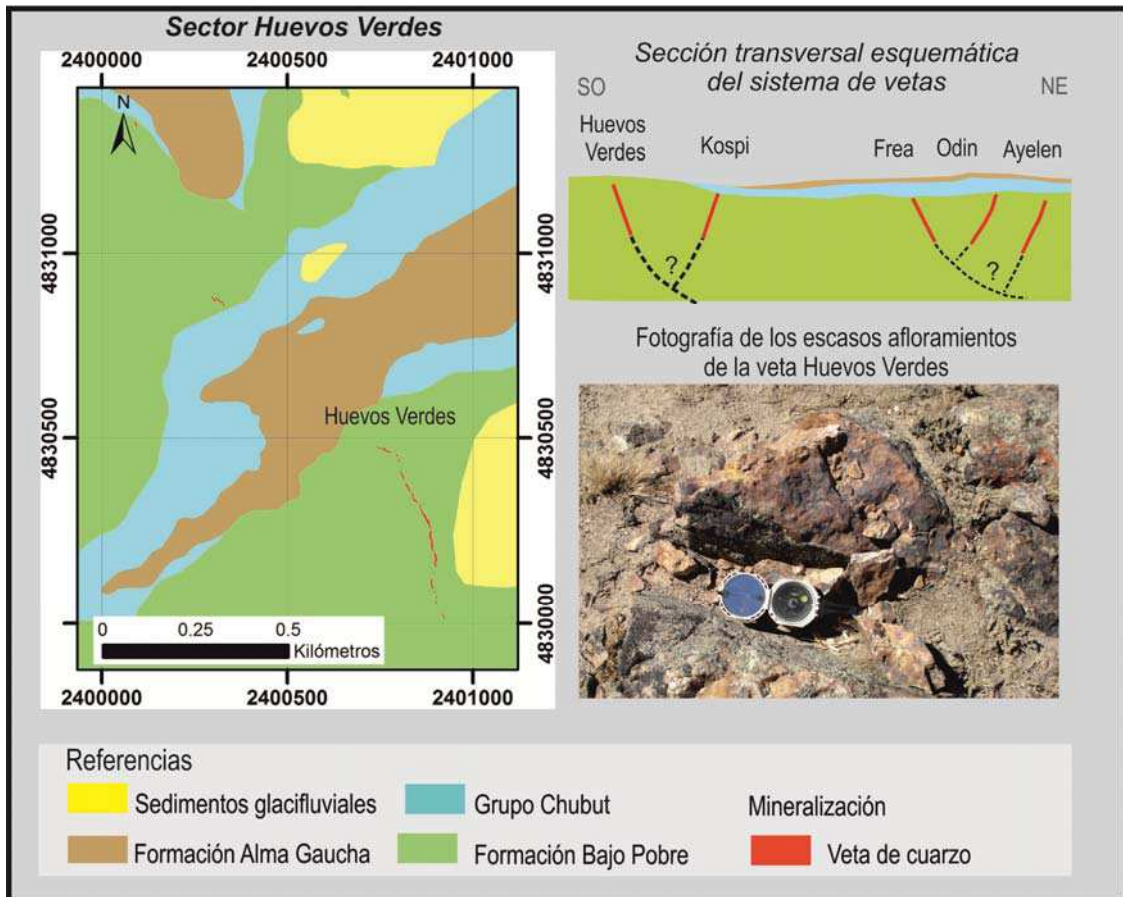 Sector Huevos Verdes
2400000 2400500 2401000
N
4831000
4830500
4830000
4831000
4830500
4830000
Huevos Verdes
0 0.25 0.5
Kilómetros
2400000 2400500 2401000
Sección transversal esquemática
del sistema de vetas
SO NE
Huevos
Verdes
Kospi
Frea
Odin
Ayelen
?
?
Fotografía de los escasos afloramientos
de la veta Huevos Verdes
Referencias
Sedimentos glacifluviales
Grupo Chubut
Mineralización
Formación Alma Gaucha
Formación Bajo Pobre
Veta de cuarzo